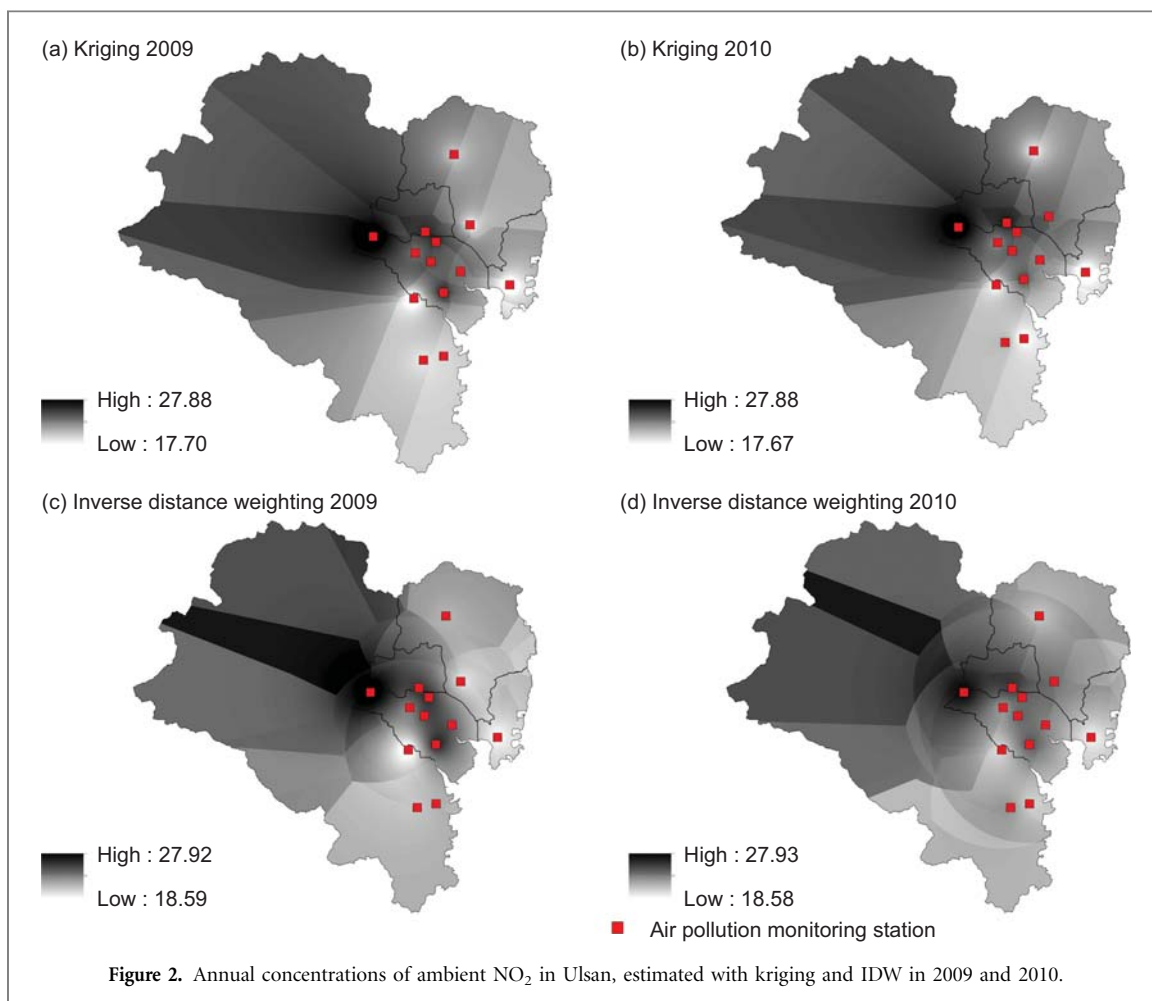 (a) Kriging 2009
(b) Kriging 2010
High : 27.88
Low : 17.70
High : 27.88
Low : 17.67
(c) Inverse distance weighting 2009
(d) Inverse distance weighting 2010
High : 27.92
Low : 18.59
High : 27.93
Low : 18.58
Air pollution monitoring station
Figure 2. Annual concentrations of ambient NO₂ in Ulsan, estimated with kriging and IDW in 2009 and 2010.